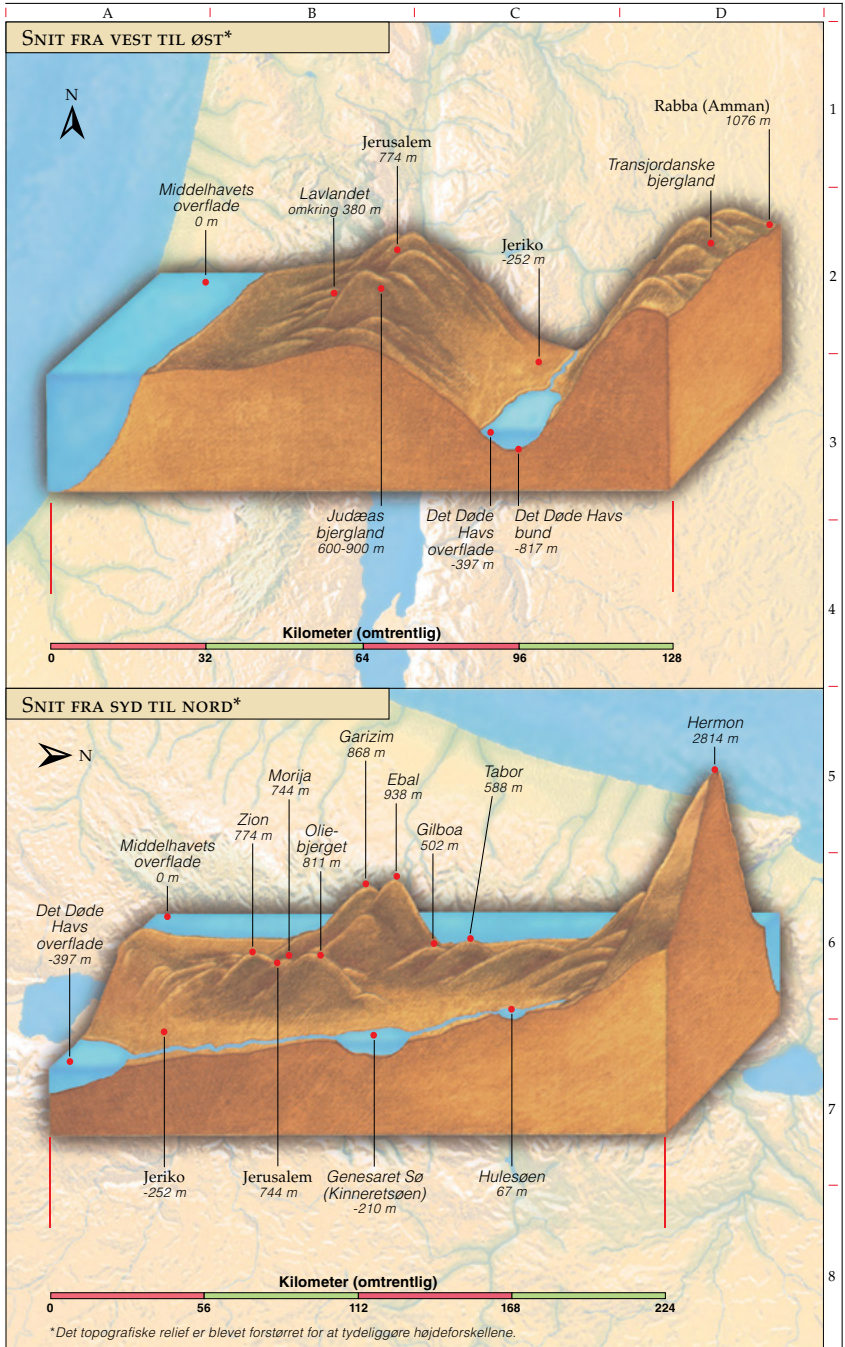 A
B
C
D
SNIT FRA VEST TIL ØST*
N
Middelhavets
overflade
0 m
Lavlandet
omkring 380 m
Jerusalem
774 m
Jeriko
-252 m
Transjordanske
bjergland
Rabba (Amman)
1076 m
1
2
3
4
Judæas
bjergland
600-900 m
Det Døde
Havs
overflade
-397 m
Det Døde Havs
bund
-817 m
Kilometer (omtrentlig)
0
32
64
96
128
SNIT FRA SYD TIL NORD*
N
Det Døde
Havs
overflade
-397 m
Middelhavets
overflade
0 m
Zion
774 m
Morija
744 m
Olie-
bjerget
811 m
Garizim
868 m
Ebal
938 m
Gilboa
502 m
Tabor
588 m
Hermon
2814 m
5
6
7
8
Jeriko
-252 m
Jerusalem
744 m
Genesaret Sø
(Kinneretsøen)
-210 m
Hulesøen
67 m
Kilometer (omtrentlig)
0
56
112
168
224
*Det topografiske relief er blevet forstørret for at tydeliggøre højdeforskellene.